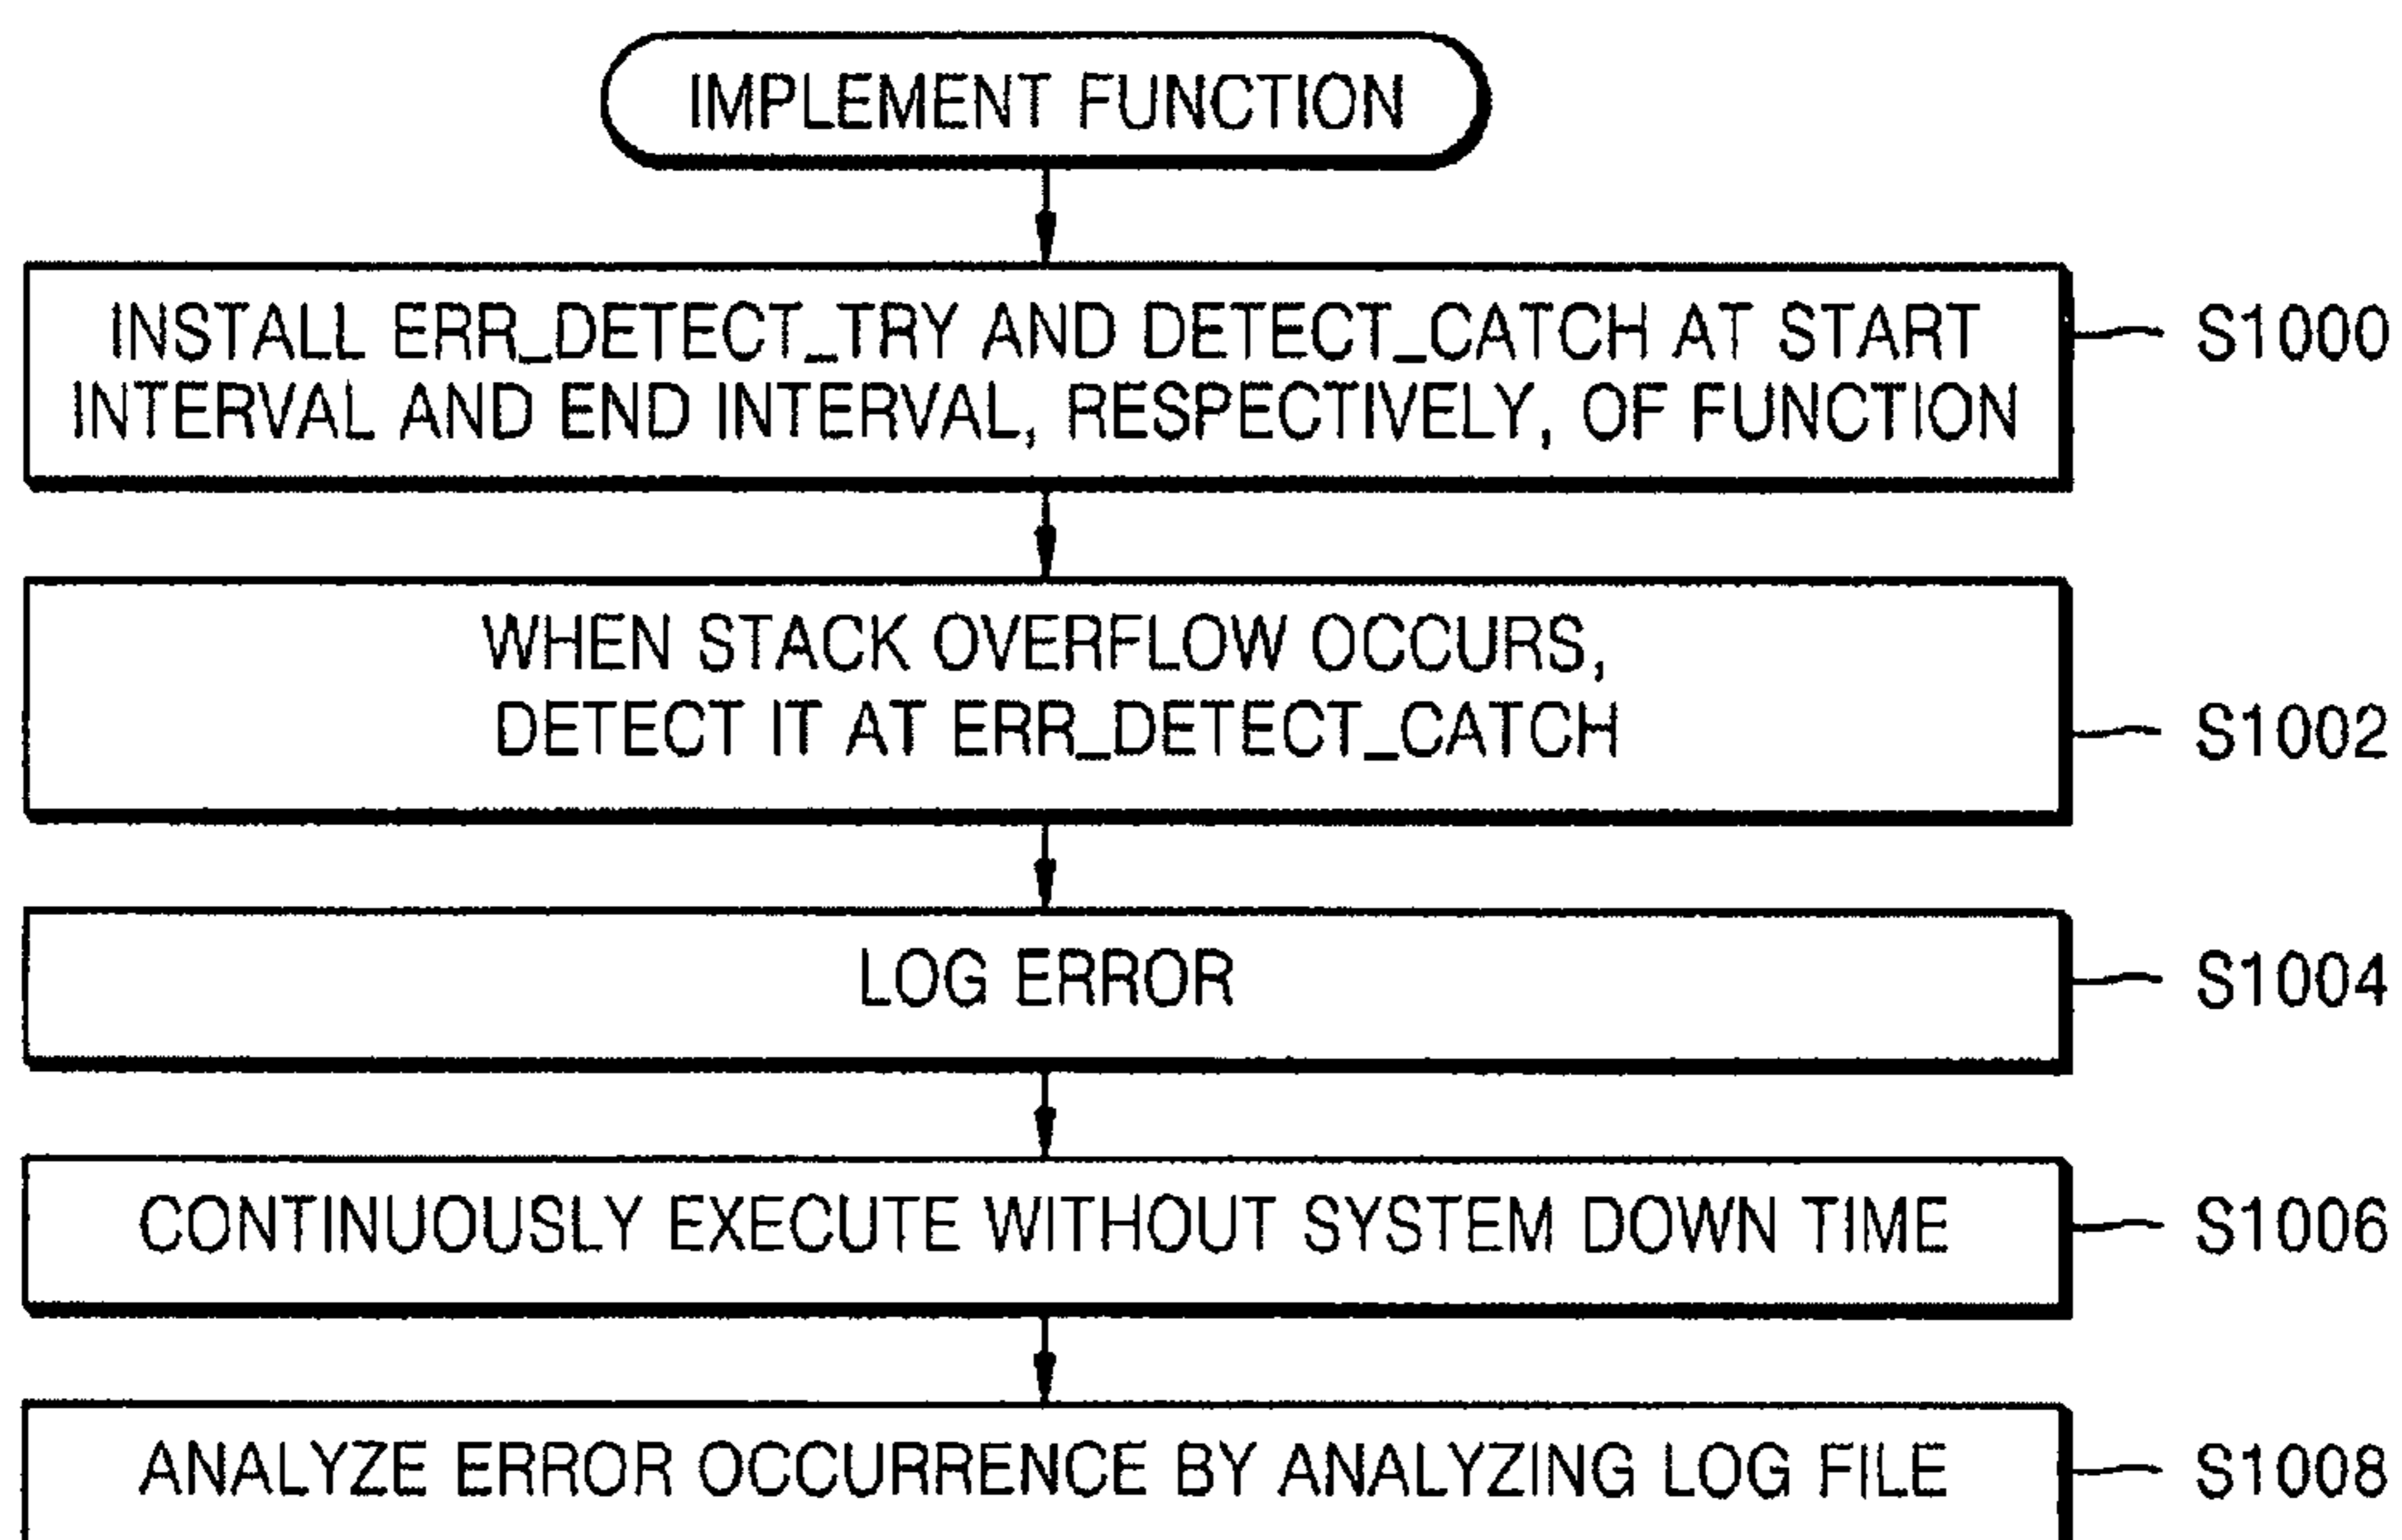 IMPLEMENT FUNCTION
INSTALL ERR_DETECT_TRY AND DETECT_CATCH AT START
INTERVAL AND END INTERVAL, RESPECTIVELY, OF FUNCTION
S1000
WHEN STACK OVERFLOW OCCURS,
DETECT IT AT ERR_DETECT_CATCH
S1002
LOG ERROR
S1004
CONTINUOUSLY EXECUTE WITHOUT SYSTEM DOWN TIME
S1006
ANALYZE ERROR OCCURRENCE BY ANALYZING LOG FILE
S1008